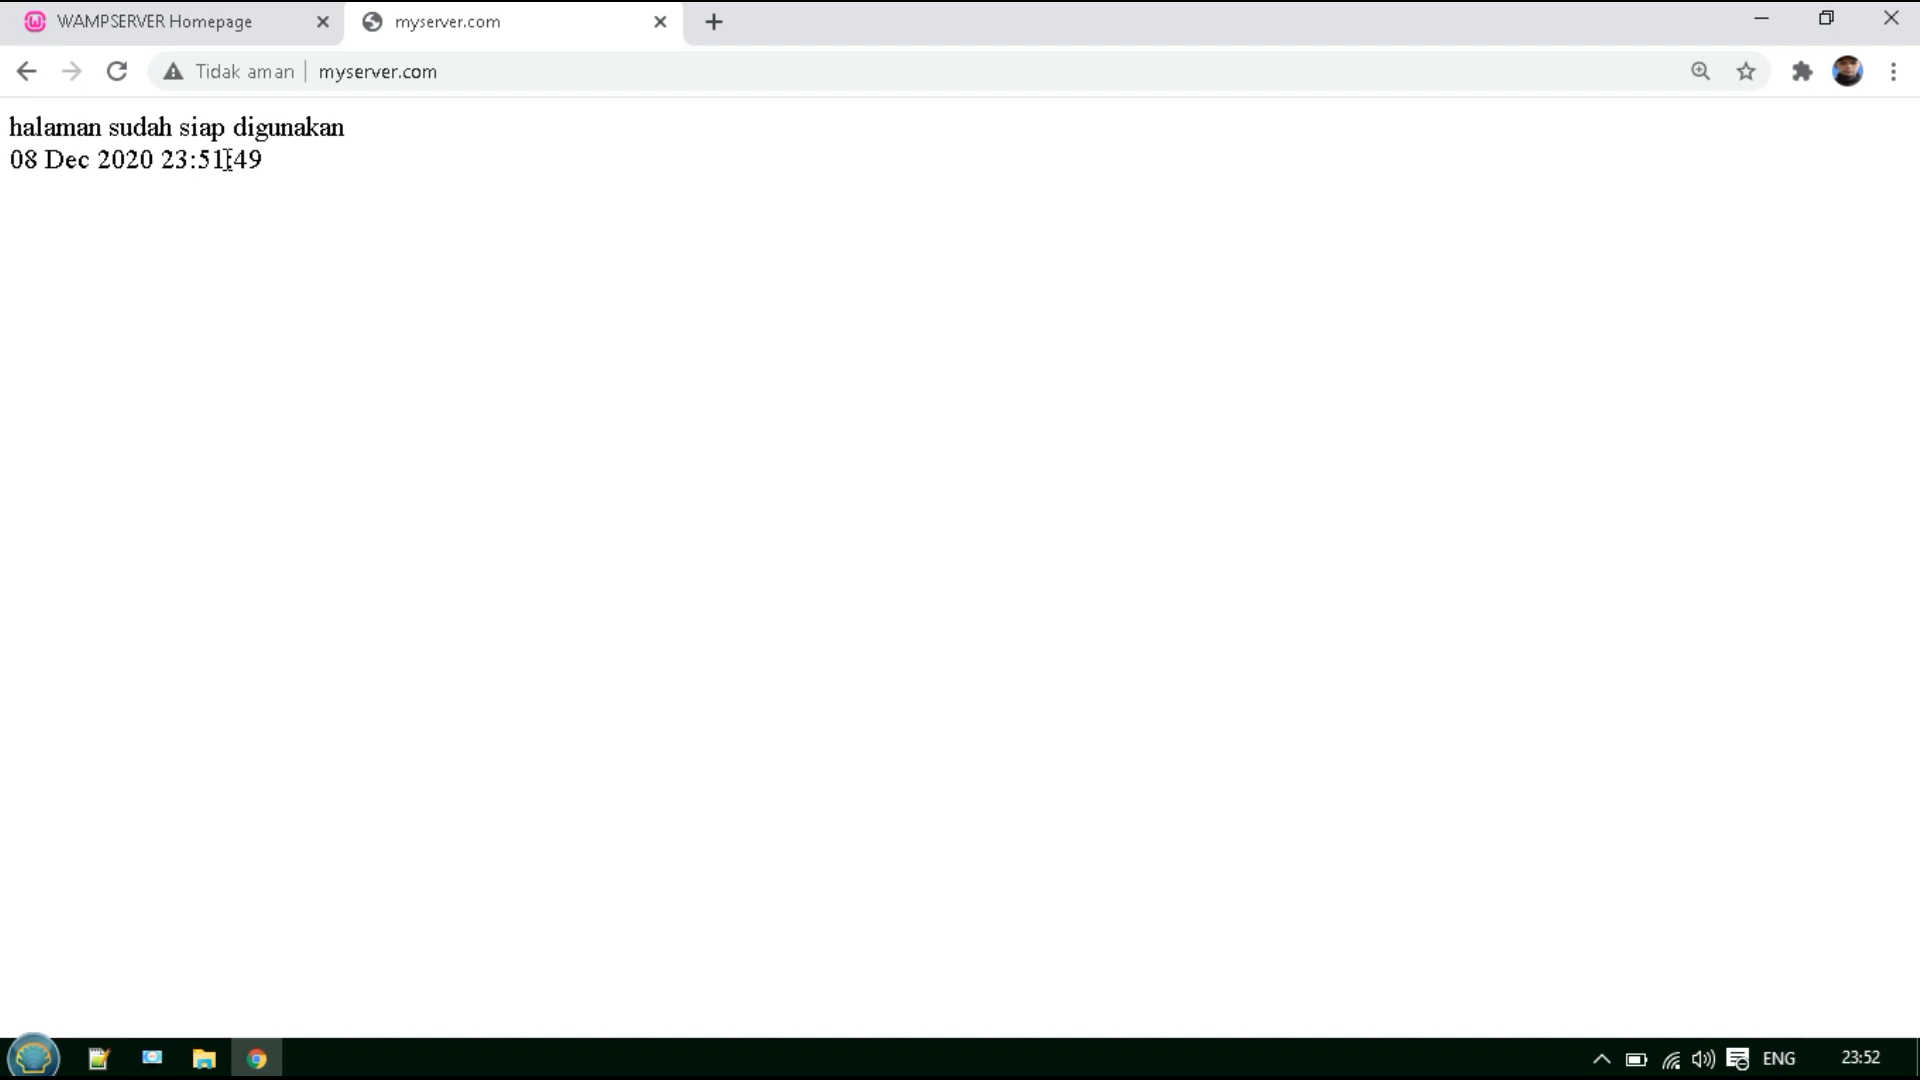 WAMPSERVER Homepage
myserver.com
Tidak aman
myserver.com
halaman sudah siap digunakan
08 Dec 2020 23:51:49
ENG
23:52